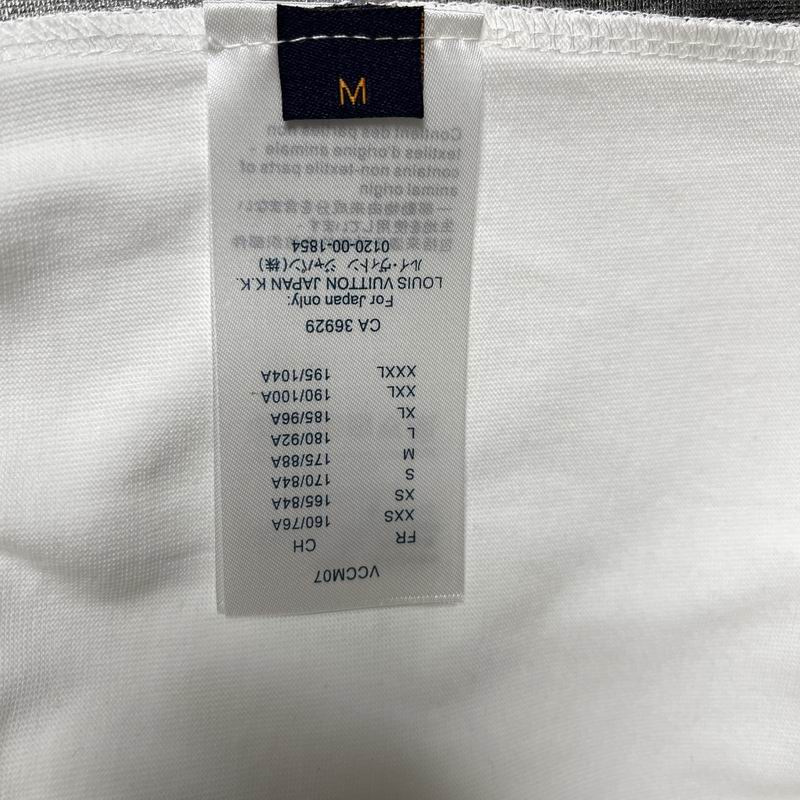 M
VCCM07
FR CH
XXS 160/76A
XS 165/84A
S 170/84A
M 175/88A
L 180/92A
XL 185/96A
XXL 190/100A
XXXL 195/104A
CA 36929
For Japan only:
LOUIS VUITTON JAPAN K.K.
ルイ・ヴィトン ジャパン(株)
0120-00-1854
Contient des parties non
textiles d'origine animale -
contains non-textile parts of
animal origin